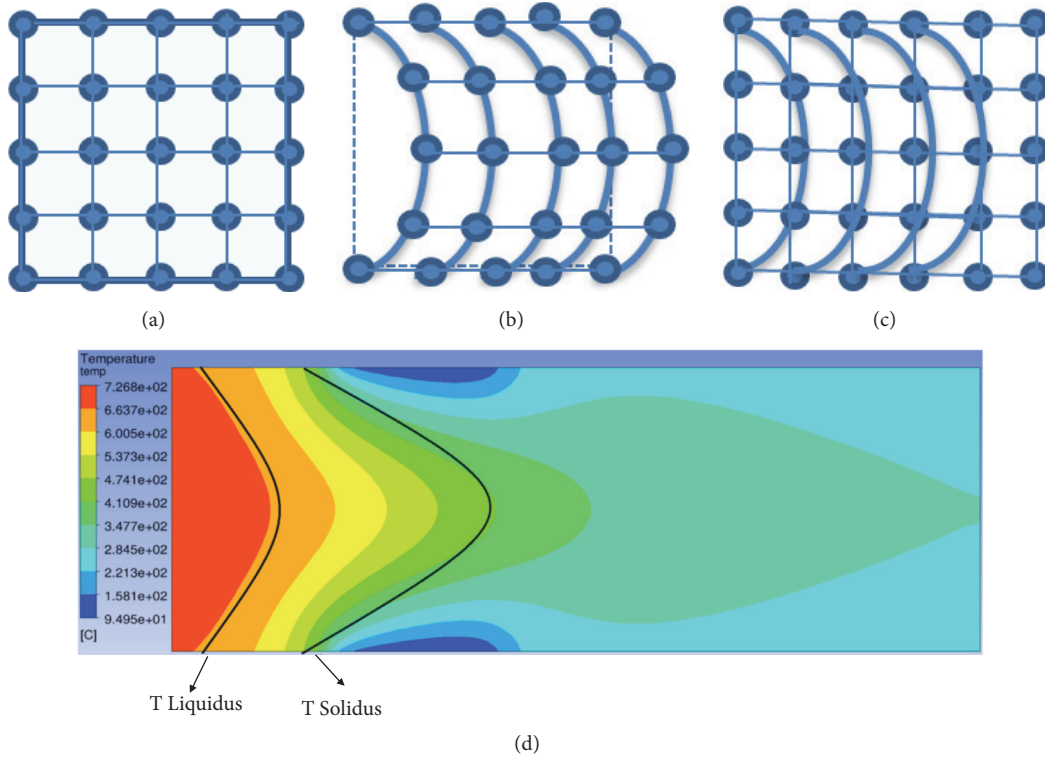 (a)
(b)
(c)
Temperature
temp
7.268e+02
6.637e+02
6.005e+02
5.373e+02
4.741e+02
4.109e+02
3.477e+02
2.845e+02
2.213e+02
1.581e+02
9.495e+01
[C]
T Liquidus
T Solidus
(d)